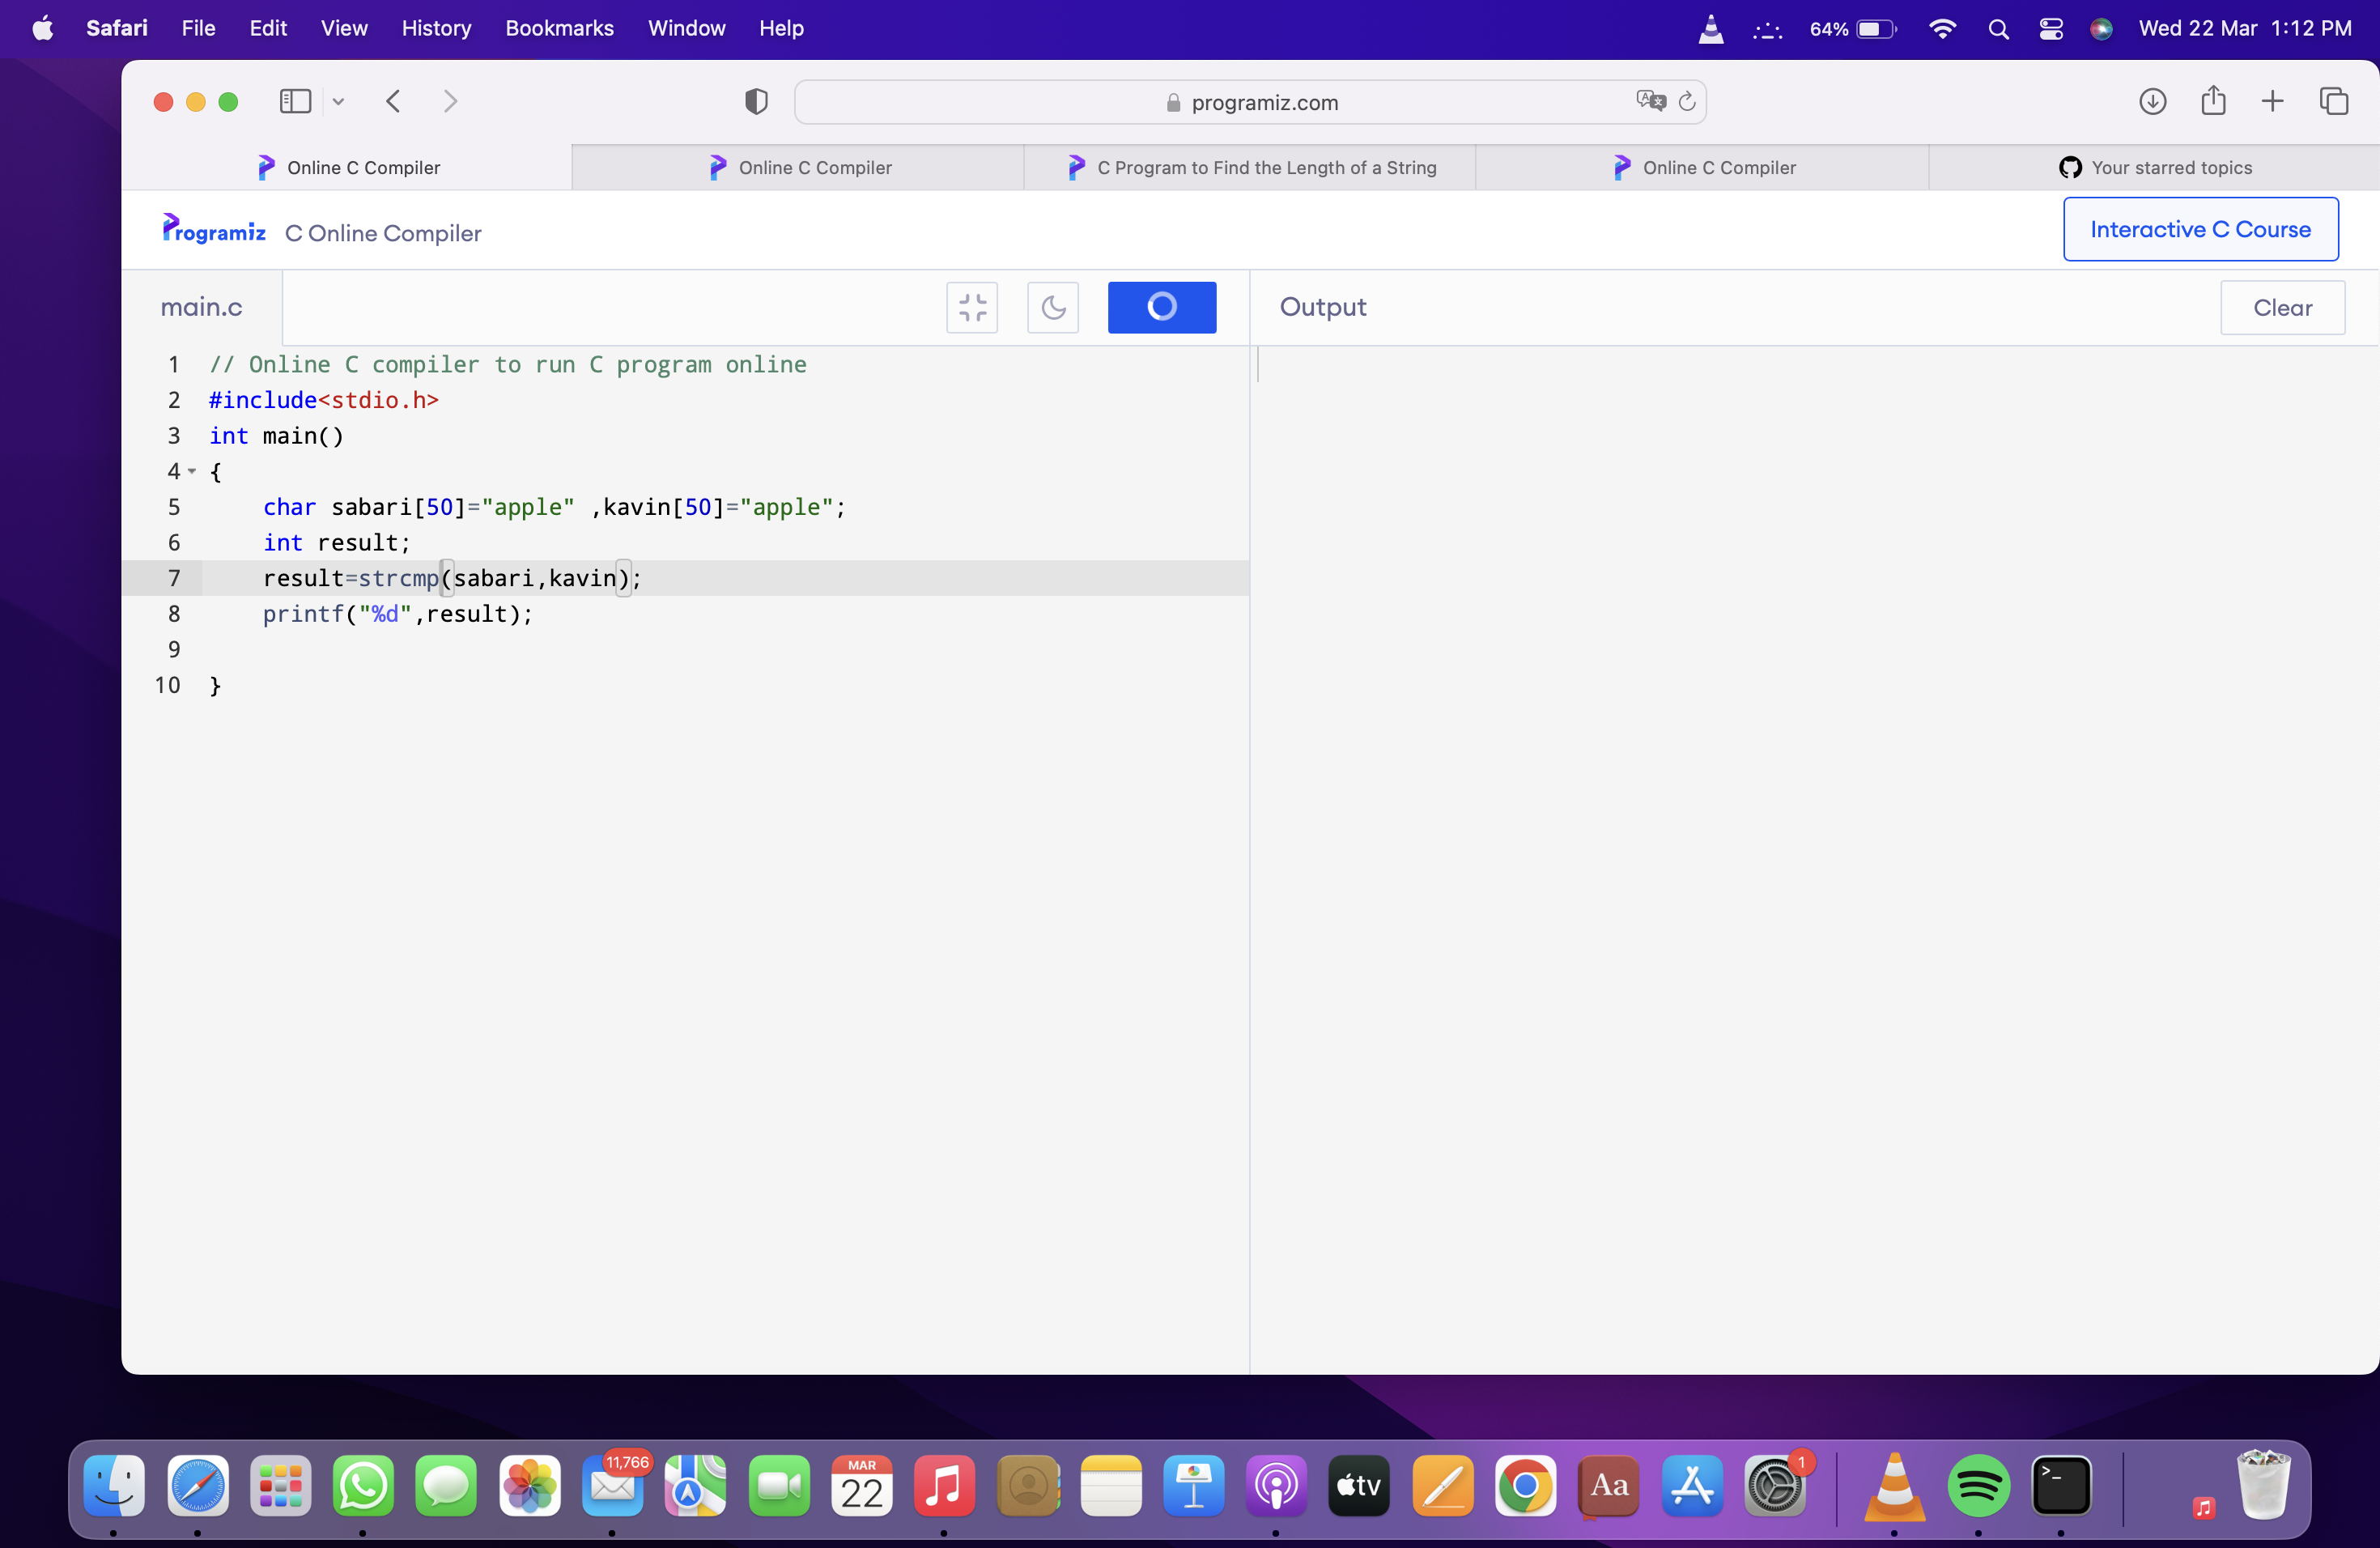 Safari File Edit View History Bookmarks Window Help 64% Wed 22 Mar 1:12 PM
programiz.com
Online C Compiler Online C Compiler C Program to Find the Length of a String Online C Compiler Your starred topics
Programiz C Online Compiler Interactive C Course
main.c Output Clear
1 // Online C compiler to run C program online
2 #include<stdio.h>
3 int main()
4 {
5 char sabari[50]="apple" ,kavin[50]="apple";
6 int result;
7 result=strcmp(sabari,kavin);
8 printf("%d",result);
9
10 }
11,766 MAR 1
22 tv Aa >_